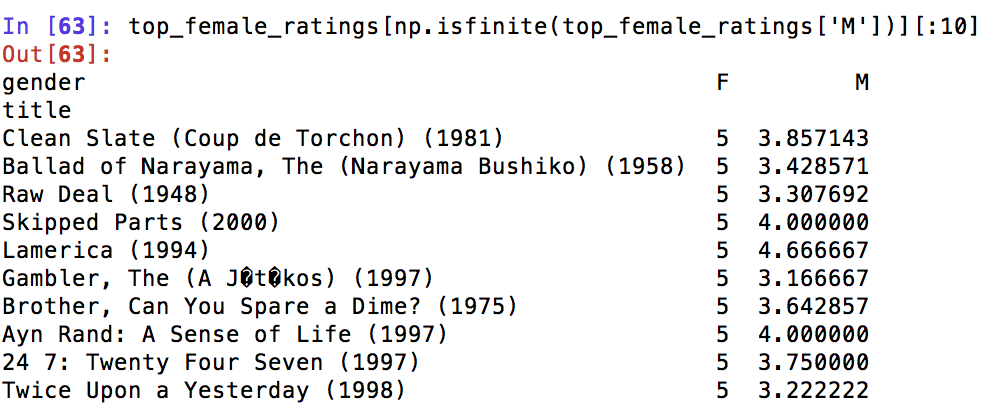 In [63]: top_female_ratings[np.isfinite(top_female_ratings['M'])][:10]
Out[63]:
gender F M
title
Clean Slate (Coup de Torchon) (1981) 5 3.857143
Ballad of Narayama, The (Narayama Bushiko) (1958) 5 3.428571
Raw Deal (1948) 5 3.307692
Skipped Parts (2000) 5 4.000000
Lamerica (1994) 5 4.666667
Gambler, The (A J�t�kos) (1997) 5 3.166667
Brother, Can You Spare a Dime? (1975) 5 3.642857
Ayn Rand: A Sense of Life (1997) 5 4.000000
24 7: Twenty Four Seven (1997) 5 3.750000
Twice Upon a Yesterday (1998) 5 3.222222